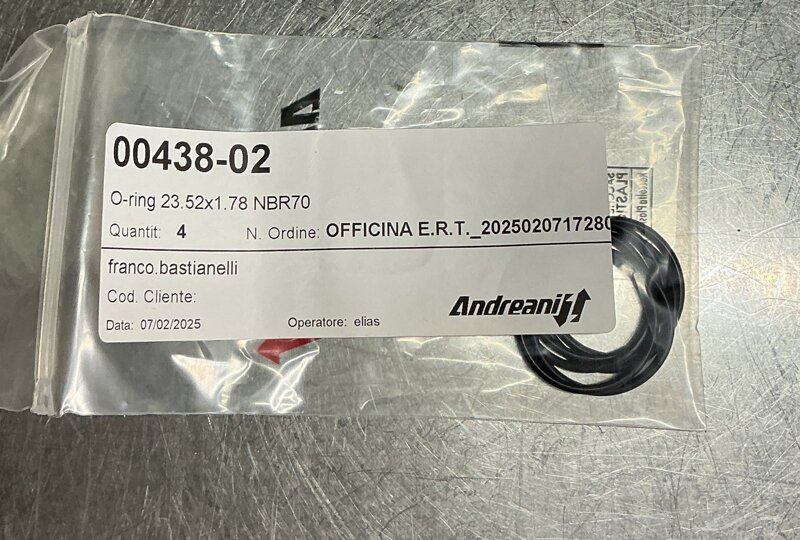 00438-02
O-ring 23.52x1.78 NBR70
Quantit: 4 N. Ordine: OFFICINA E.R.T._2025020717280
franco.bastianelli
Cod. Cliente:
Andreani
Data: 07/02/2025 Operatore: elias